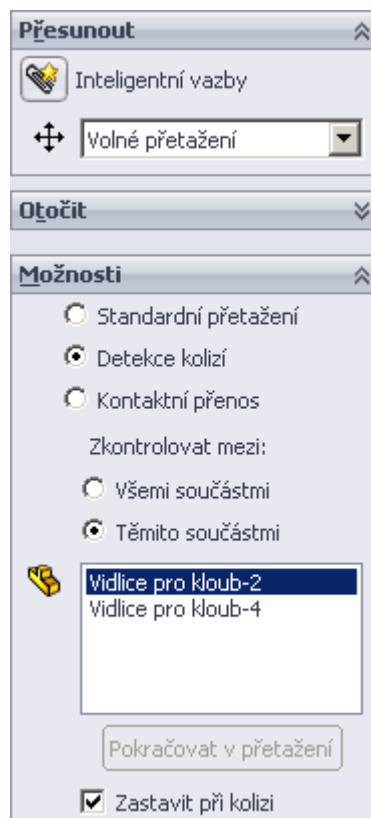 Přesunout
Inteligentní vazby
Volné přetažení
Otočit
Možnosti
Standardní přetažení
Detekce kolizí
Kontaktní přenos
Zkontrolovat mezi:
Všemi součástmi
Těmito součástmi
Vidlice pro kloub-2
Vidlice pro kloub-4
Pokračovat v přetažení
Zastavit při kolizi